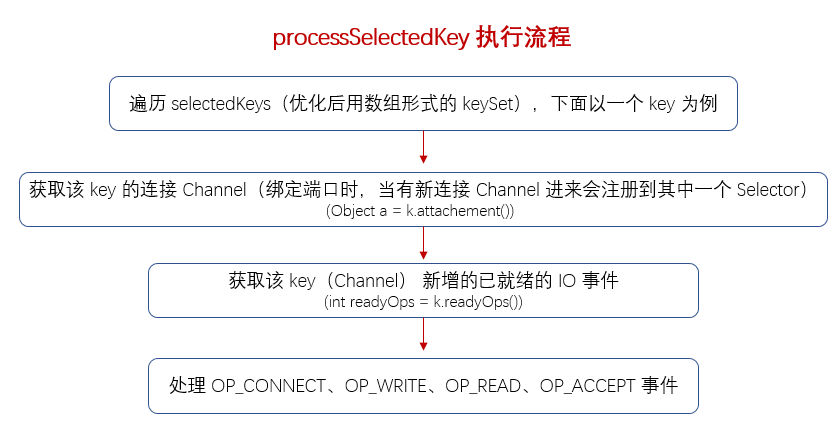 processSelectedKey 执行流程
遍历 selectedKeys（优化后用数组形式的 keySet），下面以一个 key 为例
获取该 key 的连接 Channel（绑定端口时，当有新连接 Channel 进来会注册到其中一个 Selector）
(Object a = k.attachement())
获取该 key（Channel） 新增的已就绪的 IO 事件
(int readyOps = k.readyOps())
处理 OP_CONNECT、OP_WRITE、OP_READ、OP_ACCEPT 事件